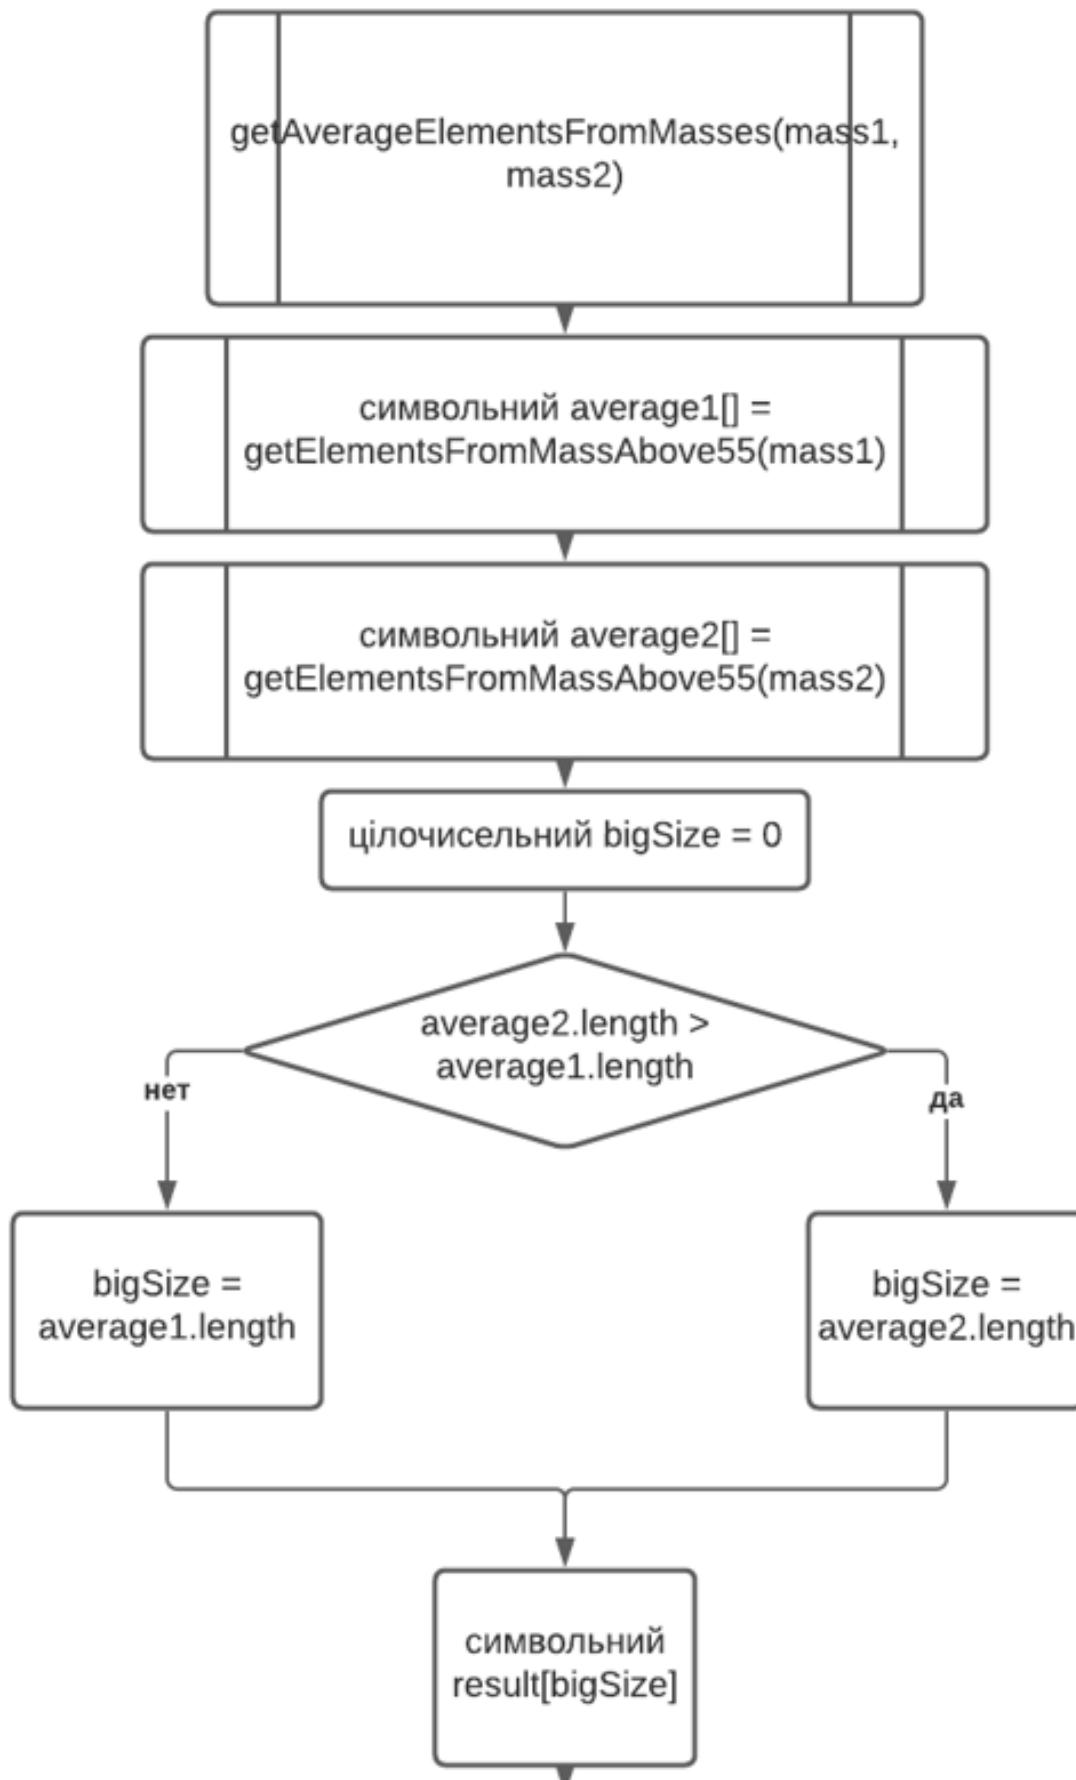 getAverageElementsFromMasses(mass1,
mass2)
символьний average1[] =
getElementsFromMassAbove55(mass1)
символьний average2[] =
getElementsFromMassAbove55(mass2)
цілочисельний bigSize = 0
average2.length >
average1.length
нет
да
bigSize =
average1.length
bigSize =
average2.length
символьний
result[bigSize]